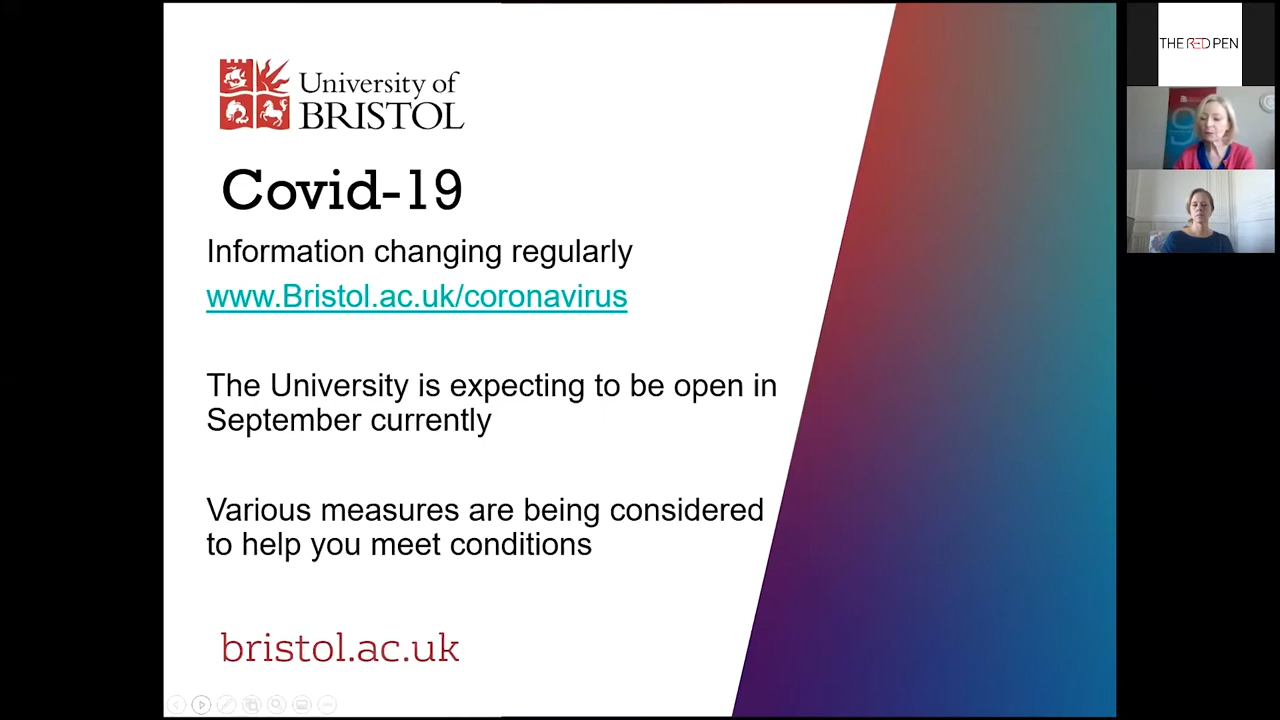 University of
BRISTOL
Covid-19
Information changing regularly
www.Bristol.ac.uk/coronavirus
The University is expecting to be open in
September currently
Various measures are being considered
to help you meet conditions
bristol.ac.uk
THE RED PEN